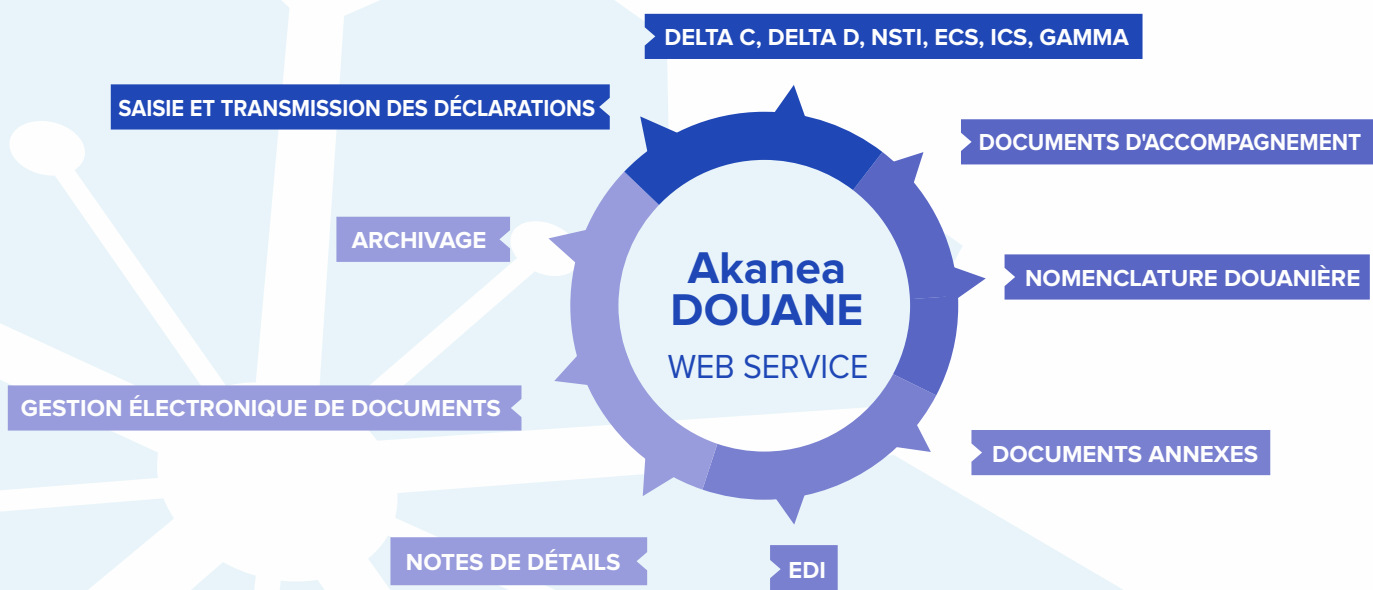 DELTA C, DELTA D, NSTI, ECS, ICS, GAMMA
SAISIE ET TRANSMISSION DES DÉCLARATIONS
DOCUMENTS D'ACCOMPAGNEMENT
ARCHIVAGE
Akanea
DOUANE
WEB SERVICE
NOMENCLATURE DOUANIÈRE
GESTION ÉLECTRONIQUE DE DOCUMENTS
DOCUMENTS ANNEXES
NOTES DE DÉTAILS
EDI